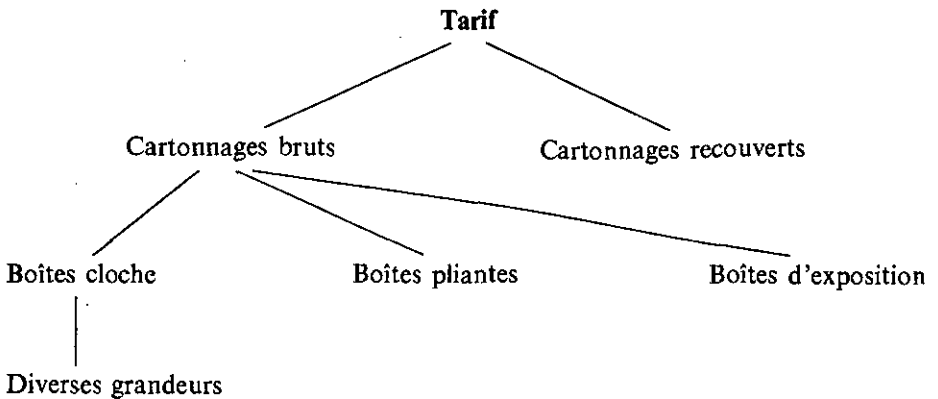 Tarif
Cartonnages bruts
Cartonnages recouverts
Boîtes cloche
Boîtes pliantes
Boîtes d'exposition
Diverses grandeurs